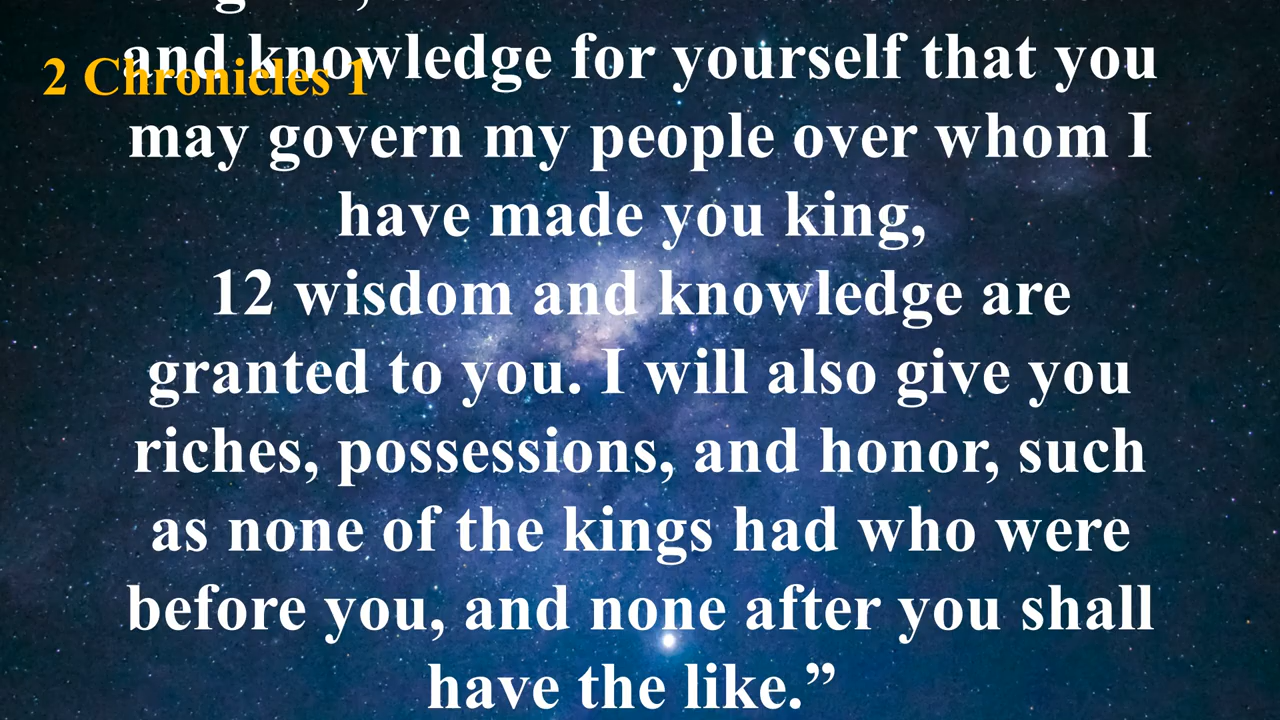 2 Chronicles 1
and knowledge for yourself that you
may govern my people over whom I
have made you king,
12 wisdom and knowledge are
granted to you. I will also give you
riches, possessions, and honor, such
as none of the kings had who were
before you, and none after you shall
have the like.”